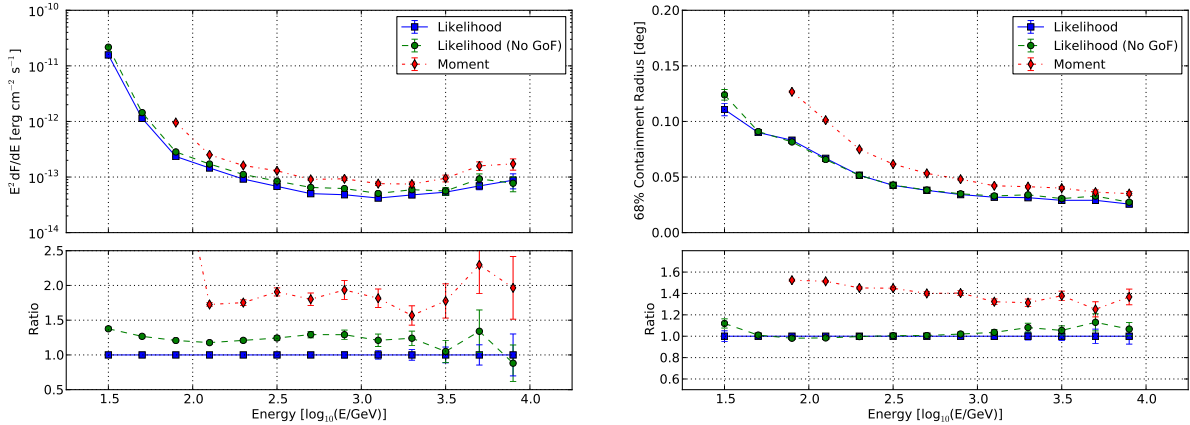 10⁻¹⁰
10⁻¹¹
10⁻¹²
10⁻¹³
10⁻¹⁴
E² dF/dE [erg cm⁻² s⁻¹]
Likelihood
Likelihood (No GoF)
Moment
2.5
2.0
1.5
1.0
0.5
Ratio
1.5
2.0
2.5
3.0
3.5
4.0
Energy [log₁₀(E/GeV)]
0.20
0.15
0.10
0.05
0.00
68% Containment Radius [deg]
Likelihood
Likelihood (No GoF)
Moment
1.6
1.4
1.2
1.0
0.8
0.6
Ratio
1.5
2.0
2.5
3.0
3.5
4.0
Energy [log₁₀(E/GeV)]